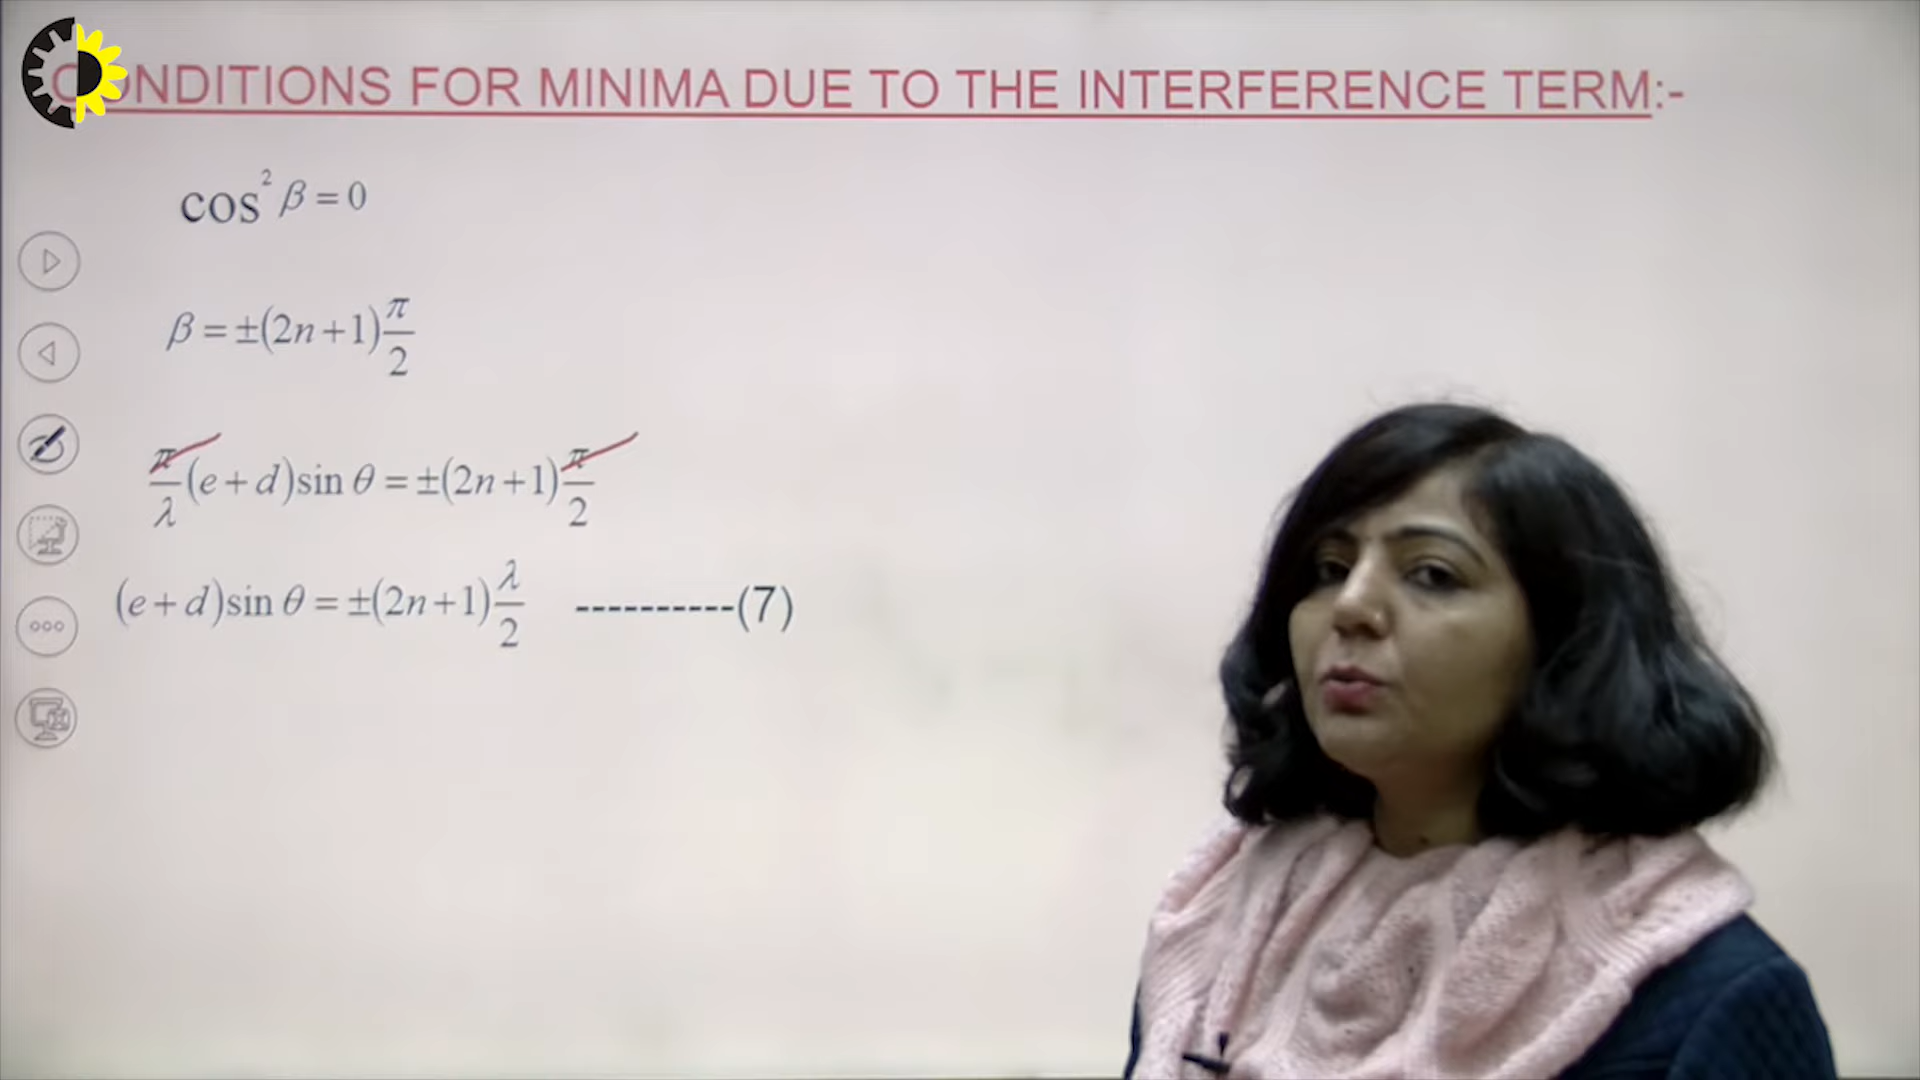 CONDITIONS FOR MINIMA DUE TO THE INTERFERENCE TERM:-
cos² β = 0
β = ±(2n+1)π/2
π/λ (e+d)sin θ = ±(2n+1)π/2
(e+d)sin θ = ±(2n+1)λ/2 ----------(7)